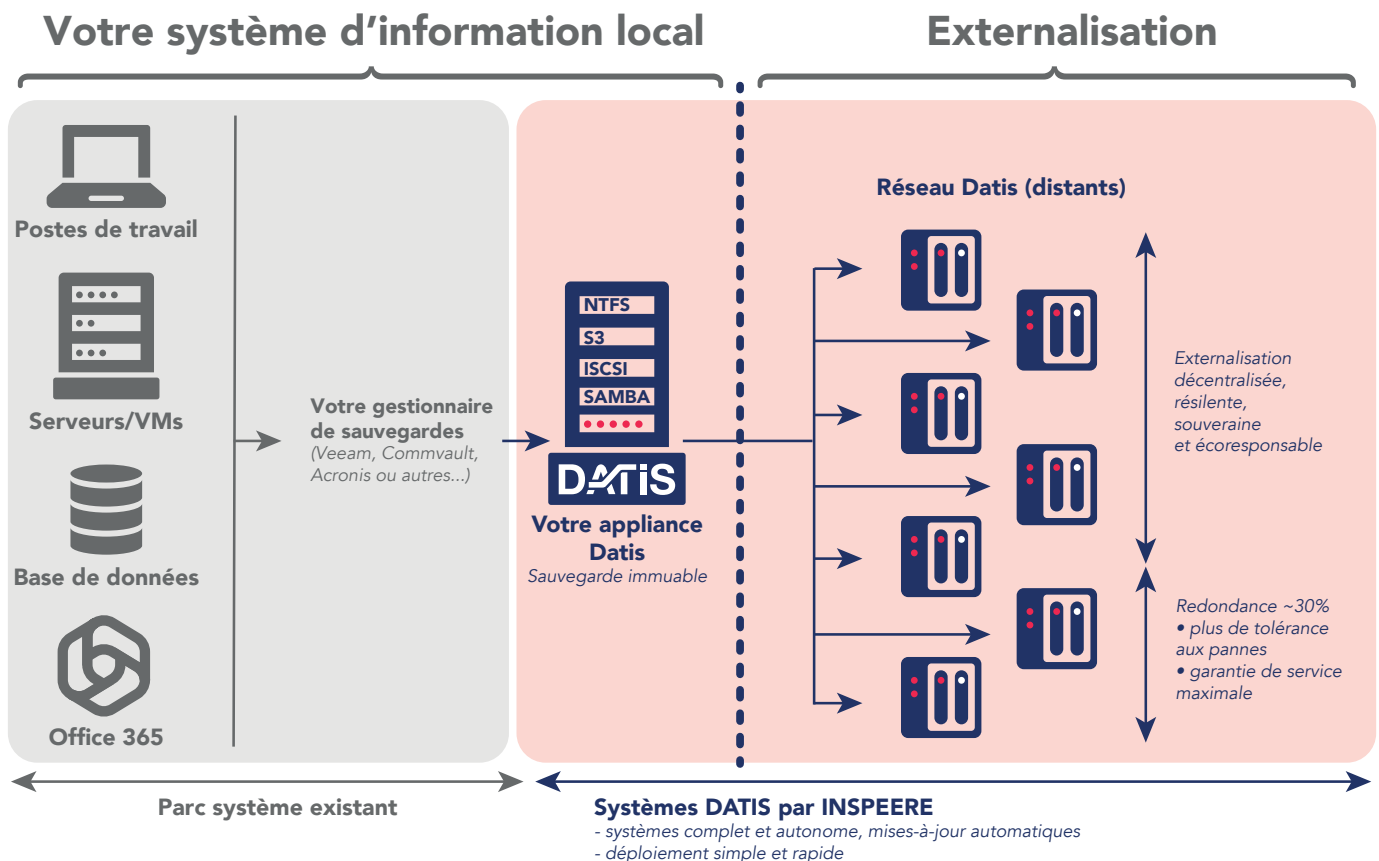 Votre système d'information local
Externalisation
Postes de travail
Serveurs/VMs
Base de données
Office 365
Votre gestionnaire
de sauvegardes
(Veeam, Commvault,
Acronis ou autres...)
NTFS
S3
ISCSI
SAMBA
DATiS
Votre appliance
Datis
Sauvegarde immuable
Réseau Datis (distants)
Externalisation
décentralisée,
résilente,
souveraine
et écoresponsable
Redondance ~30%
• plus de tolérance
aux pannes
• garantie de service
maximale
Parc système existant
Systèmes DATIS par INSPEERE
- systèmes complet et autonome, mises-à-jour automatiques
- déploiement simple et rapide